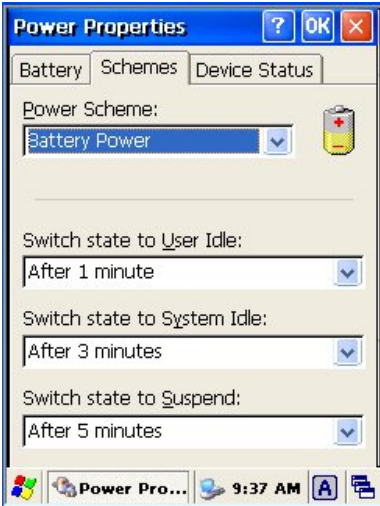 Power Properties ? OK ×
Battery Schemes Device Status
Power Scheme:
Battery Power
Switch state to User Idle:
After 1 minute
Switch state to System Idle:
After 3 minutes
Switch state to Suspend:
After 5 minutes
Power Pro... 9:37 AM A